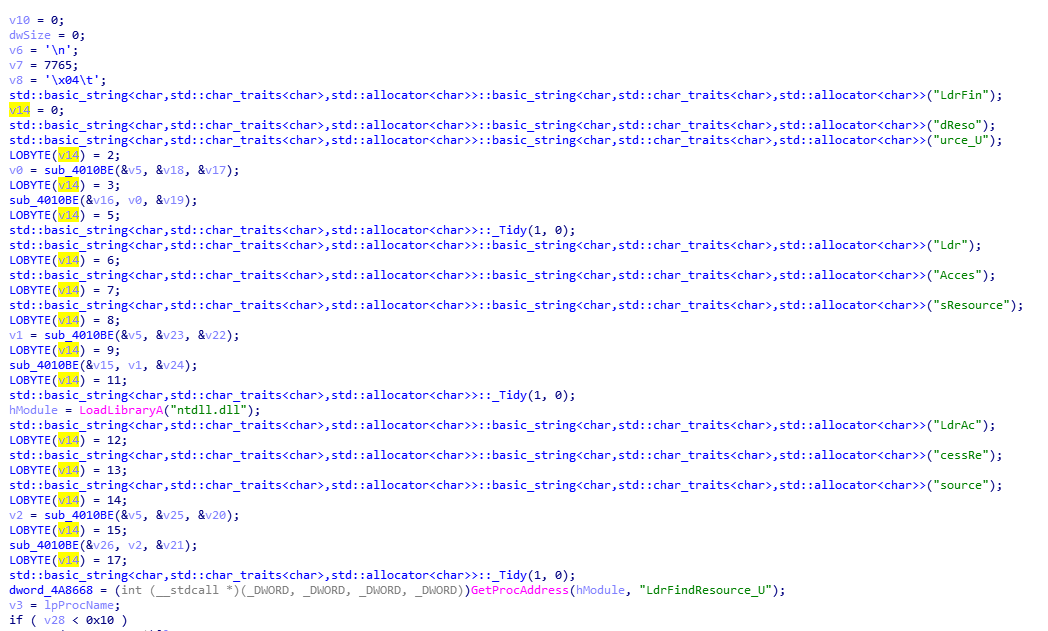 v10 = 0;
dwSize = 0;
v6 = '\n';
v7 = 7765;
v8 = '\x04\t';
std::basic_string<char,std::char_traits<char>,std::allocator<char>>::basic_string<char,std::char_traits<char>,std::allocator<char>>("LdrFin");
v14 = 0;
std::basic_string<char,std::char_traits<char>,std::allocator<char>>::basic_string<char,std::char_traits<char>,std::allocator<char>>("dReso");
std::basic_string<char,std::char_traits<char>,std::allocator<char>>::basic_string<char,std::char_traits<char>,std::allocator<char>>("urce_U");
LOBYTE(v14) = 2;
v0 = sub_4010BE(&v5, &v18, &v17);
LOBYTE(v14) = 3;
sub_4010BE(&v16, v0, &v19);
LOBYTE(v14) = 5;
std::basic_string<char,std::char_traits<char>,std::allocator<char>>::_Tidy(1, 0);
std::basic_string<char,std::char_traits<char>,std::allocator<char>>::basic_string<char,std::char_traits<char>,std::allocator<char>>("Ldr");
LOBYTE(v14) = 6;
std::basic_string<char,std::char_traits<char>,std::allocator<char>>::basic_string<char,std::char_traits<char>,std::allocator<char>>("Acces");
LOBYTE(v14) = 7;
std::basic_string<char,std::char_traits<char>,std::allocator<char>>::basic_string<char,std::char_traits<char>,std::allocator<char>>("sResource");
LOBYTE(v14) = 8;
v1 = sub_4010BE(&v5, &v23, &v22);
LOBYTE(v14) = 9;
sub_4010BE(&v15, v1, &v24);
LOBYTE(v14) = 11;
std::basic_string<char,std::char_traits<char>,std::allocator<char>>::_Tidy(1, 0);
hModule = LoadLibraryA("ntdll.dll");
std::basic_string<char,std::char_traits<char>,std::allocator<char>>::basic_string<char,std::char_traits<char>,std::allocator<char>>("LdrAc");
LOBYTE(v14) = 12;
std::basic_string<char,std::char_traits<char>,std::allocator<char>>::basic_string<char,std::char_traits<char>,std::allocator<char>>("cessRe");
LOBYTE(v14) = 13;
std::basic_string<char,std::char_traits<char>,std::allocator<char>>::basic_string<char,std::char_traits<char>,std::allocator<char>>("source");
LOBYTE(v14) = 14;
v2 = sub_4010BE(&v5, &v25, &v20);
LOBYTE(v14) = 15;
sub_4010BE(&v26, v2, &v21);
LOBYTE(v14) = 17;
std::basic_string<char,std::char_traits<char>,std::allocator<char>>::_Tidy(1, 0);
dword_4A8668 = (int (__stdcall *)(_DWORD, _DWORD, _DWORD, _DWORD))GetProcAddress(hModule, "LdrFindResource_U");
v3 = lpProcName;
if ( v28 < 0x10 )